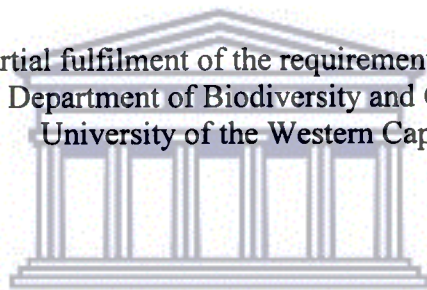 rtial fulfilment of the requirement
Department of Biodiversity and
University of the Western Cap